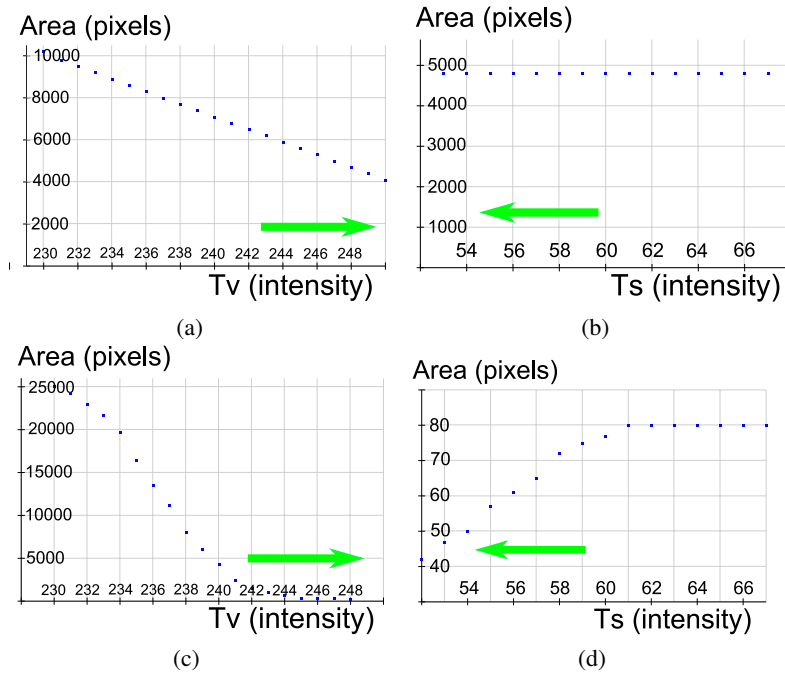 Area (pixels)
10000
8000
6000
4000
2000
230 232 234 236 238 240 242 244 246 248
Tv (intensity)
(a)
Area (pixels)
5000
4000
3000
2000
1000
54 56 58 60 62 64 66
Ts (intensity)
(b)
Area (pixels)
25000
20000
15000
10000
5000
230 232 234 236 238 240 242 244 246 248
Tv (intensity)
(c)
Area (pixels)
80
70
60
50
40
54 56 58 60 62 64 66
Ts (intensity)
(d)